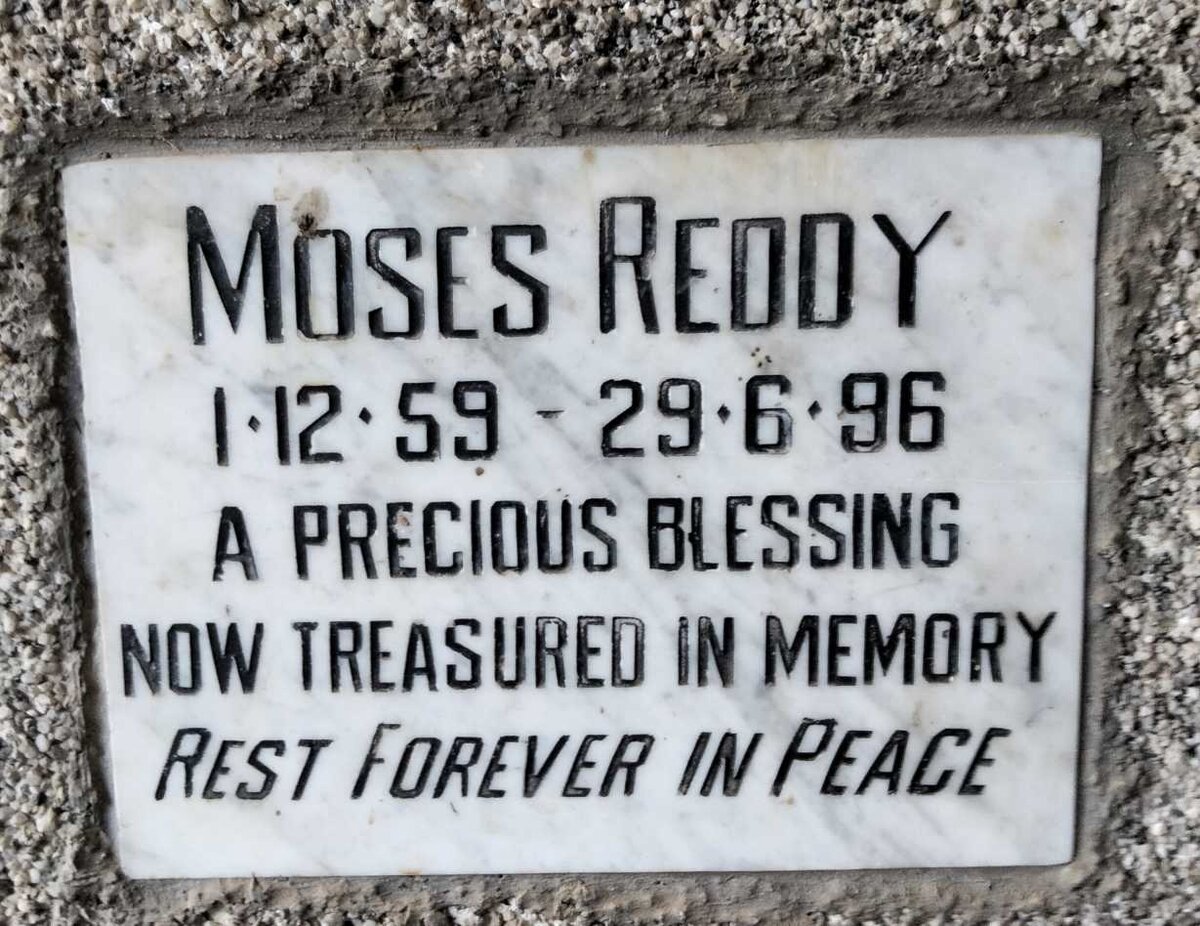 MOSES REDDY
1·12·59 - 29·6·96
A PRECIOUS BLESSING
NOW TREASURED IN MEMORY
REST FOREVER IN PEACE